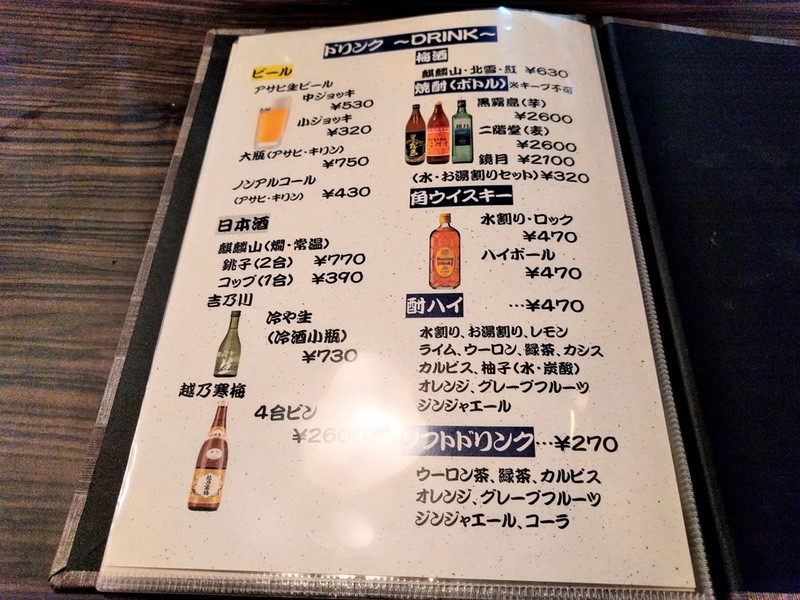 ドリンク ～DRINK～
ビール
アサヒ生ビール
中ジョッキ
¥530
小ジョッキ
¥320
大瓶(アサヒ・キリン)
¥750
ノンアルコール
(アサヒ・キリン) ¥430
日本酒
麒麟山(燗・常温)
銚子(2合) ¥770
コップ(1合) ¥390
吉乃川
冷や生
(冷酒小瓶)
¥730
越乃寒梅
4合ビン
¥2600
梅酒
麒麟山・北雪・紅 ¥630
焼酎(ボトル)※キープ不可
黒霧島(芋)
¥2600
二階堂(麦)
¥2600
鏡月 ¥2100
(水・お湯割りセット)¥320
角ウイスキー
水割り・ロック
¥470
ハイボール
¥470
酎ハイ …¥470
水割り、お湯割り、レモン
ライム、ウーロン、緑茶、カシス
カルピス、柚子(水・炭酸)
オレンジ、グレープフルーツ
ジンジャエール
ソフトドリンク…¥270
ウーロン茶、緑茶、カルピス
オレンジ、グレープフルーツ
ジンジャエール、コーラ